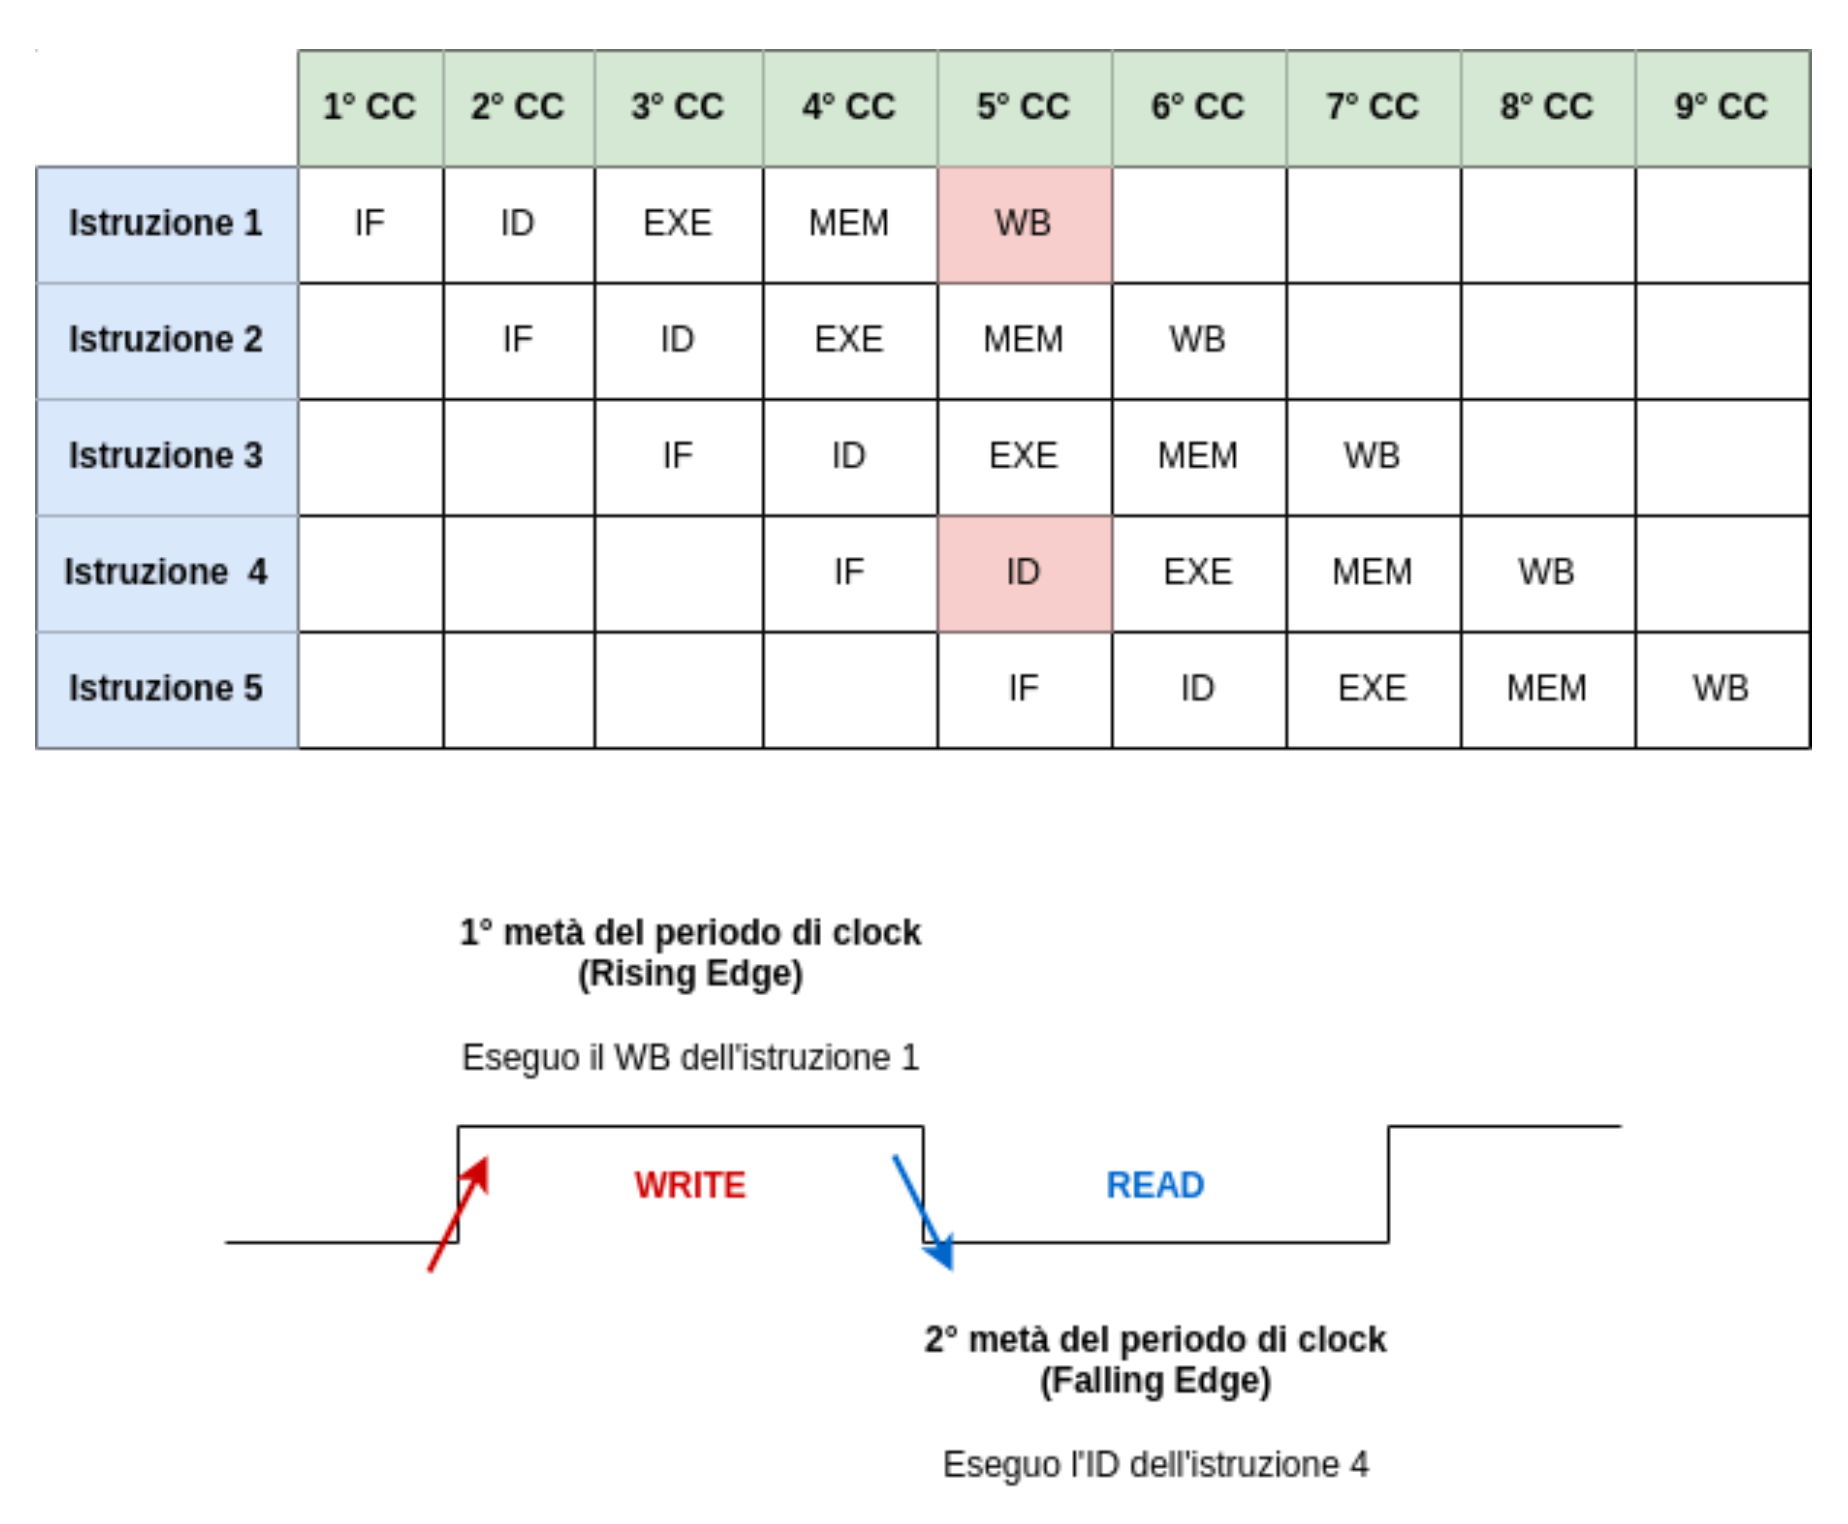 1° CC 2° CC 3° CC 4° CC 5° CC 6° CC 7° CC 8° CC 9° CC
Istruzione 1 IF ID EXE MEM WB
Istruzione 2 IF ID EXE MEM WB
Istruzione 3 IF ID EXE MEM WB
Istruzione 4 IF ID EXE MEM WB
Istruzione 5 IF ID EXE MEM WB
1° metà del periodo di clock
(Rising Edge)
Eseguo il WB dell'istruzione 1
WRITE READ
2° metà del periodo di clock
(Falling Edge)
Eseguo l'ID dell'istruzione 4